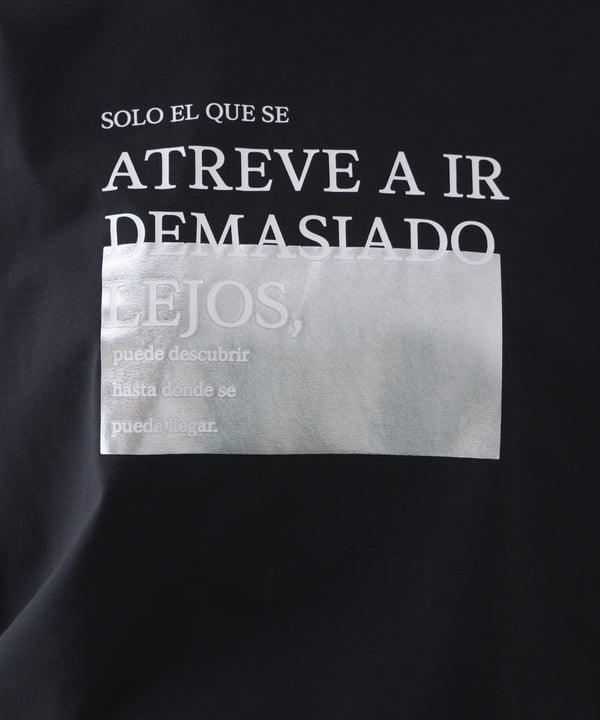 SOLO EL QUE SE
ATREVE A IR
DEMASIADO
LEJOS,
puede descubrir
hasta dónde se
puede llegar.